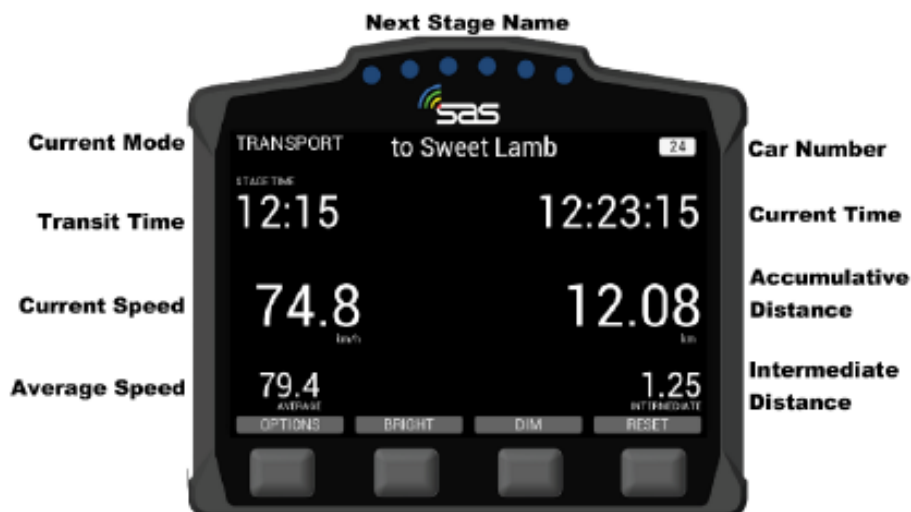 Next Stage Name
sas
Current Mode
TRANSPORT
to Sweet Lamb
24
Car Number
STAGE TIME
Transit Time
12:15
12:23:15
Current Time
Current Speed
74.8
km/h
12.08
km
Accumulative
Distance
Average Speed
79.4
AVERAGE
1.25
INTERMEDIATE
Intermediate
Distance
OPTIONS
BRIGHT
DIM
RESET